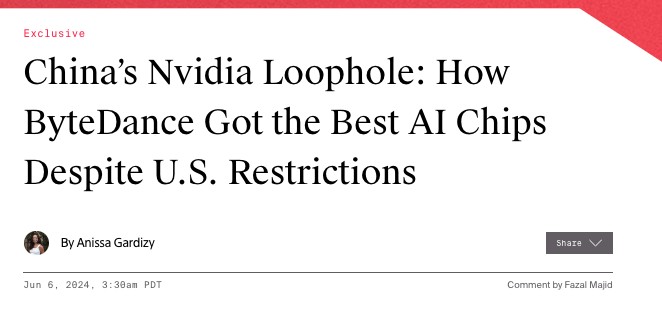 Exclusive
China’s Nvidia Loophole: How
ByteDance Got the Best AI Chips
Despite U.S. Restrictions
By Anissa Gardizy
Share
Jun 6, 2024, 3:30am PDT
Comment by Fazal Majid